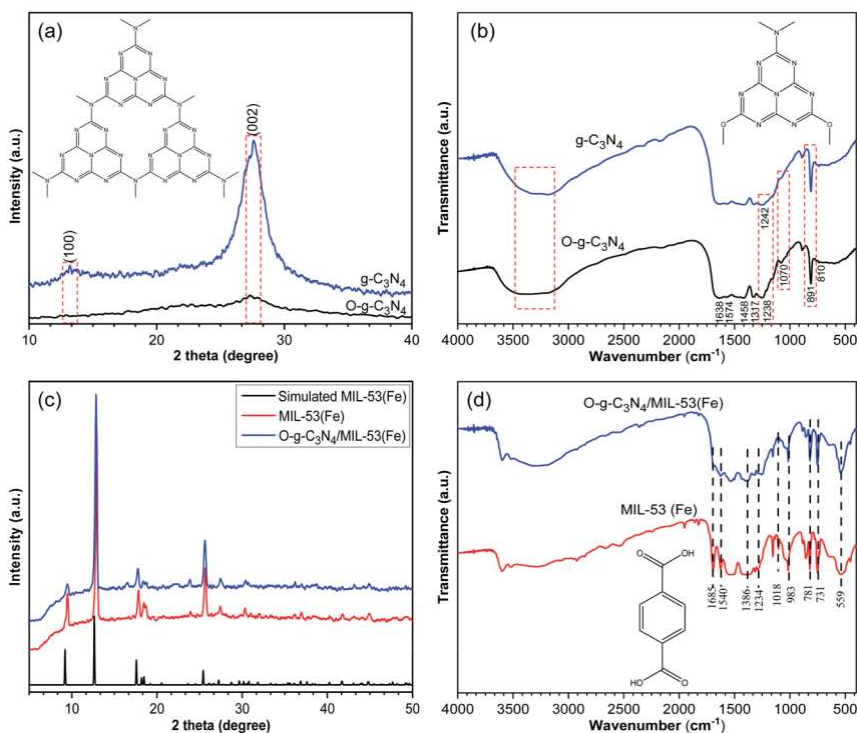 (a)
(100)
(002)
g-C3N4
O-g-C3N4
Intensity (a.u.)
10 20 30 40
2 theta (degree)
(b)
g-C3N4
O-g-C3N4
1638
1574
1458
1317
1242
1238
1070
891
810
Transmittance (a.u.)
4000 3500 3000 2500 2000 1500 1000 500
Wavenumber (cm-1)
(c)
Simulated MIL-53(Fe)
MIL-53(Fe)
O-g-C3N4/MIL-53(Fe)
Intensity (a.u.)
10 20 30 40 50
2 theta (degree)
(d)
O-g-C3N4/MIL-53(Fe)
MIL-53 (Fe)
O
OH
HO
O
1685
1540
1386
1234
1018
983
781
731
559
Transmittance (a.u.)
4000 3500 3000 2500 2000 1500 1000 500
Wavenumber (cm-1)